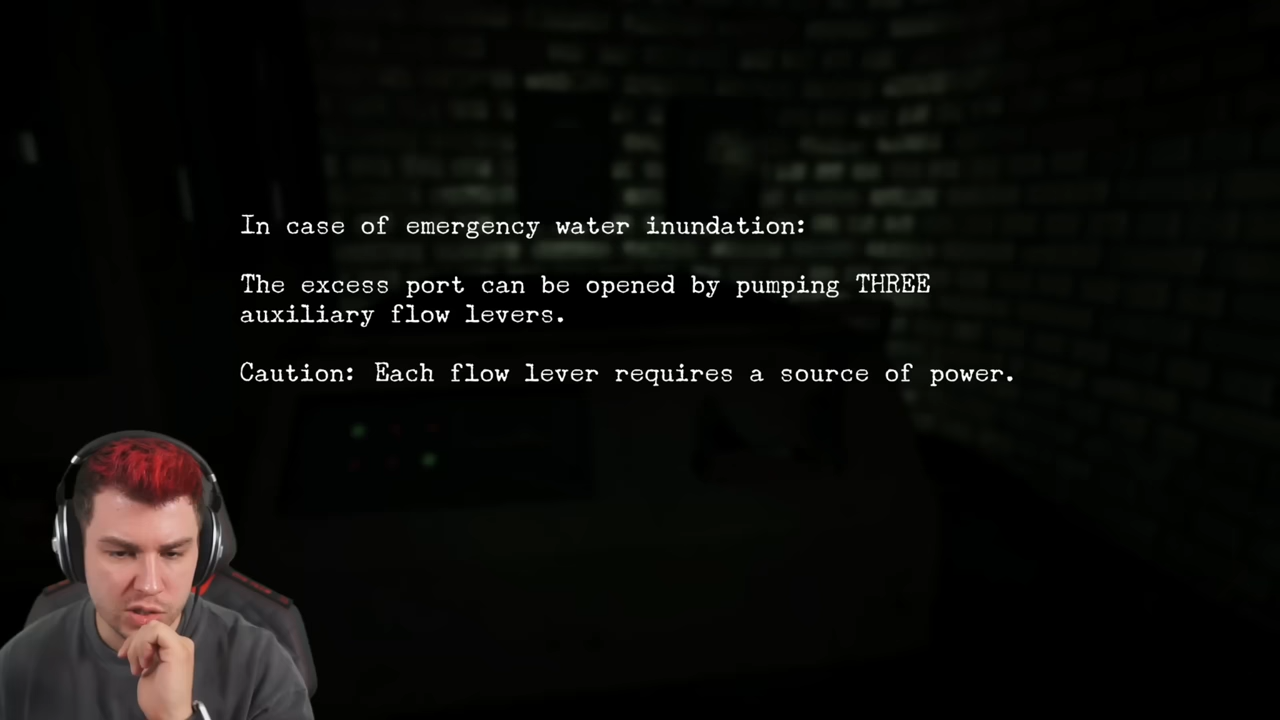 In case of emergency water inundation:
The excess port can be opened by pumping THREE
auxiliary flow levers.
Caution: Each flow lever requires a source of power.